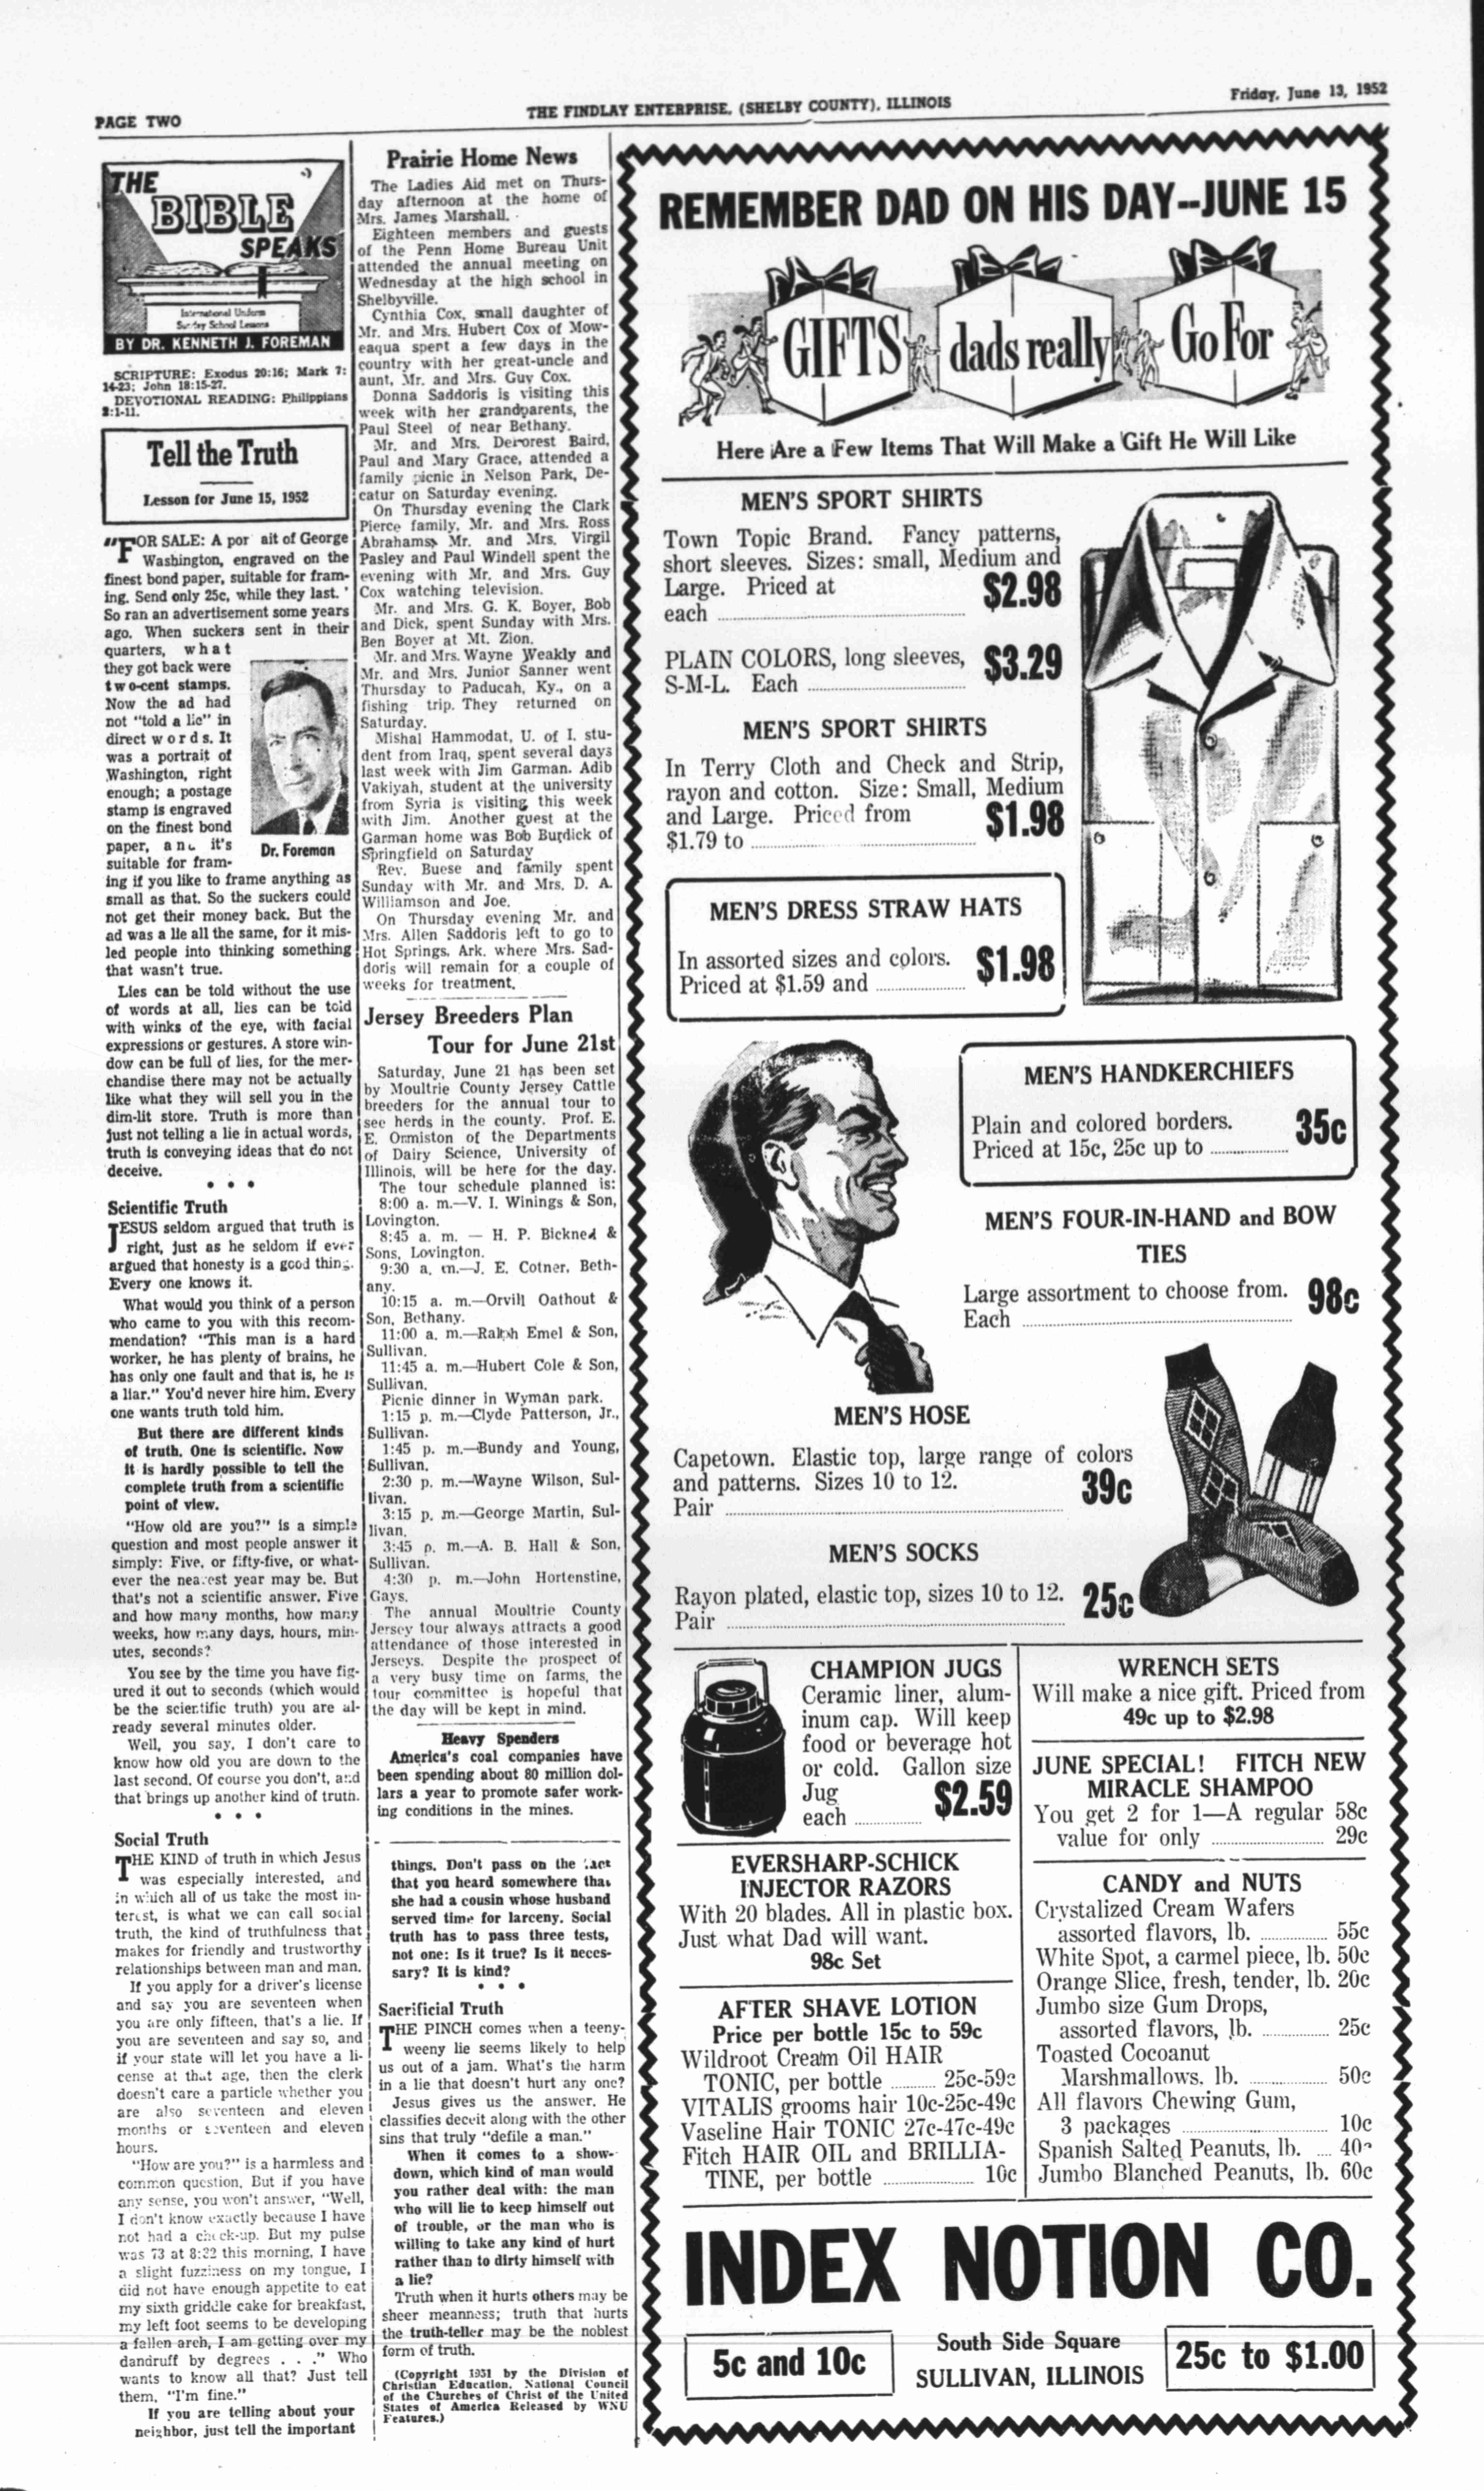 PAGE TWO
THE FINDLAY ENTERPRISE, (SHELBY COUNTY), ILLINOIS
Friday, June 13, 1952
THE
BIBLE
SPEAKS
International Uniform
Sunday School Lessons
BY DR. KENNETH J. FOREMAN
SCRIPTURE: Exodus 20:16; Mark 7:
14-23; John 18:15-27.
DEVOTIONAL READING: Philippians
2:1-11.
Tell the Truth
Lesson for June 15, 1952
"FOR SALE: A por ait of George
Washington, engraved on the
finest bond paper, suitable for fram-
ing. Send only 25c, while they last. '
So ran an advertisement some years
ago. When suckers sent in their
quarters, what
they got back were
two-cent stamps.
Now the ad had
not "told a lie" in
direct words. It
was a portrait of
Washington, right
enough; a postage
stamp is engraved
on the finest bond
paper, and it's
suitable for fram-
Dr. Foreman
ing if you like to frame anything as
small as that. So the suckers could
not get their money back. But the
ad was a lie all the same, for it mis-
led people into thinking something
that wasn't true.
Lies can be told without the use
of words at all, lies can be told
with winks of the eye, with facial
expressions or gestures. A store win-
dow can be full of lies, for the mer-
chandise there may not be actually
like what they will sell you in the
dim-lit store. Truth is more than
just not telling a lie in actual words,
truth is conveying ideas that do not
deceive.
• • •
Scientific Truth
JESUS seldom argued that truth is
right, just as he seldom if ever
argued that honesty is a good thing.
Every one knows it.
What would you think of a person
who came to you with this recom-
mendation? "This man is a hard
worker, he has plenty of brains, he
has only one fault and that is, he is
a liar." You'd never hire him. Every
one wants truth told him.
But there are different kinds
of truth. One is scientific. Now
it is hardly possible to tell the
complete truth from a scientific
point of view.
"How old are you?" is a simple
question and most people answer it
simply: Five, or fifty-five, or what-
ever the nearest year may be. But
that's not a scientific answer. Five
and how many months, how many
weeks, how many days, hours, min-
utes, seconds?
You see by the time you have fig-
ured it out to seconds (which would
be the scientific truth) you are al-
ready several minutes older.
Well, you say, I don't care to
know how old you are down to the
last second. Of course you don't, and
that brings up another kind of truth.
• • •
Social Truth
THE KIND of truth in which Jesus
was especially interested, and
in which all of us take the most in-
terest, is what we can call social
truth, the kind of truthfulness that
makes for friendly and trustworthy
relationships between man and man.
If you apply for a driver's license
and say you are seventeen when
you are only fifteen, that's a lie. If
you are seventeen and say so, and
if your state will let you have a li-
cense at that age, then the clerk
doesn't care a particle whether you
are also seventeen and eleven
months or seventeen and eleven
hours.
"How are you?" is a harmless and
common question. But if you have
any sense, you won't answer, "Well,
I don't know exactly because I have
not had a check-up. But my pulse
was 73 at 8:22 this morning, I have
a slight fuzziness on my tongue, I
did not have enough appetite to eat
my sixth griddle cake for breakfast,
my left foot seems to be developing
a fallen arch, I am getting over my
dandruff by degrees . . ." Who
wants to know all that? Just tell
them, "I'm fine."
If you are telling about your
neighbor, just tell the important
Prairie Home News
The Ladies Aid met on Thurs-
day afternoon at the home of
Mrs. James Marshall.
Eighteen members and guests
of the Penn Home Bureau Unit
attended the annual meeting on
Wednesday at the high school in
Shelbyville.
Cynthia Cox, small daughter of
Mr. and Mrs. Hubert Cox of Mow-
eaqua spent a few days in the
country with her great-uncle and
aunt, Mr. and Mrs. Guy Cox.
Donna Saddoris is visiting this
week with her grandparents, the
Paul Steel of near Bethany.
Mr. and Mrs. Deforest Baird,
Paul and Mary Grace, attended a
family picnic in Nelson Park, De-
catur on Saturday evening.
On Thursday evening the Clark
Pierce family, Mr. and Mrs. Ross
Abrahams, Mr. and Mrs. Virgil
Pasley and Paul Windell spent the
evening with Mr. and Mrs. Guy
Cox watching television.
Mr. and Mrs. G. K. Boyer, Bob
and Dick, spent Sunday with Mrs.
Ben Boyer at Mt. Zion.
Mr. and Mrs. Wayne Weakly and
Mr. and Mrs. Junior Sanner went
Thursday to Paducah, Ky., on a
fishing trip. They returned on
Saturday.
Mishal Hammodat, U. of I. stu-
dent from Iraq, spent several days
last week with Jim Garman. Adib
Vakiyah, student at the university
from Syria is visiting this week
with Jim. Another guest at the
Garman home was Bob Burdick of
Springfield on Saturday
Rev. Buese and family spent
Sunday with Mr. and Mrs. D. A.
Williamson and Joe.
On Thursday evening Mr. and
Mrs. Allen Saddoris left to go to
Hot Springs, Ark. where Mrs. Sad-
doris will remain for a couple of
weeks for treatment.
Jersey Breeders Plan
Tour for June 21st
Saturday, June 21 has been set
by Moultrie County Jersey Cattle
breeders for the annual tour to
see herds in the county. Prof. E.
E. Ormiston of the Departments
of Dairy Science, University of
Illinois, will be here for the day.
The tour schedule planned is:
8:00 a. m.—V. I. Winings & Son,
Lovington.
8:45 a. m. — H. P. Bicknel &
Sons, Lovington.
9:30 a. m.—J. E. Cotner, Beth-
any.
10:15 a. m.—Orvill Oathout &
Son, Bethany.
11:00 a. m.—Ralph Emel & Son,
Sullivan.
11:45 a. m.—Hubert Cole & Son,
Sullivan.
Picnic dinner in Wyman park.
1:15 p. m.—Clyde Patterson, Jr.,
Sullivan.
1:45 p. m.—Bundy and Young,
Sullivan.
2:30 p. m.—Wayne Wilson, Sul-
livan.
3:15 p. m.—George Martin, Sul-
livan.
3:45 p. m.—A. B. Hall & Son,
Sullivan.
4:30 p. m.—John Hortenstine,
Gays.
The annual Moultrie County
Jersey tour always attracts a good
attendance of those interested in
Jerseys. Despite the prospect of
a very busy time on farms, the
tour committee is hopeful that
the day will be kept in mind.
Heavy Spenders
America's coal companies have
been spending about 80 million dol-
lars a year to promote safer work-
ing conditions in the mines.
things. Don't pass on the fact
that you heard somewhere that
she had a cousin whose husband
served time for larceny. Social
truth has to pass three tests,
not one: Is it true? Is it neces-
sary? It is kind?
• • •
Sacrificial Truth
THE PINCH comes when a teeny-
weeny lie seems likely to help
us out of a jam. What's the harm
in a lie that doesn't hurt any one?
Jesus gives us the answer. He
classifies deceit along with the other
sins that truly "defile a man."
When it comes to a show-
down, which kind of man would
you rather deal with: the man
who will lie to keep himself out
of trouble, or the man who is
willing to take any kind of hurt
rather than to dirty himself with
a lie?
Truth when it hurts others may be
sheer meanness; truth that hurts
the truth-teller may be the noblest
form of truth.
(Copyright 1951 by the Division of
Christian Education, National Council
of the Churches of Christ of the United
States of America Released by WNU
Features.)
REMEMBER DAD ON HIS DAY--JUNE 15
GIFTS dads really Go For
Here Are a Few Items That Will Make a Gift He Will Like
MEN'S SPORT SHIRTS
Town Topic Brand. Fancy patterns,
short sleeves. Sizes: small, Medium and
Large. Priced at
each $2.98
PLAIN COLORS, long sleeves,
S-M-L. Each $3.29
MEN'S SPORT SHIRTS
In Terry Cloth and Check and Strip,
rayon and cotton. Size: Small, Medium
and Large. Priced from
$1.79 to $1.98
MEN'S DRESS STRAW HATS
In assorted sizes and colors.
Priced at $1.59 and $1.98
MEN'S HANDKERCHIEFS
Plain and colored borders.
Priced at 15c, 25c up to 35c
MEN'S FOUR-IN-HAND and BOW
TIES
Large assortment to choose from.
Each 98c
MEN'S HOSE
Capetown. Elastic top, large range of colors
and patterns. Sizes 10 to 12.
Pair 39c
MEN'S SOCKS
Rayon plated, elastic top, sizes 10 to 12.
Pair 25c
CHAMPION JUGS
Ceramic liner, alum-
inum cap. Will keep
food or beverage hot
or cold. Gallon size
Jug
each $2.59
EVERSHARP-SCHICK
INJECTOR RAZORS
With 20 blades. All in plastic box.
Just what Dad will want.
98c Set
AFTER SHAVE LOTION
Price per bottle 15c to 59c
Wildroot Cream Oil HAIR
TONIC, per bottle 25c-59c
VITALIS grooms hair 10c-25c-49c
Vaseline Hair TONIC 27c-47c-49c
Fitch HAIR OIL and BRILLIA-
TINE, per bottle 10c
WRENCH SETS
Will make a nice gift. Priced from
49c up to $2.98
JUNE SPECIAL! FITCH NEW
MIRACLE SHAMPOO
You get 2 for 1—A regular 58c
value for only 29c
CANDY and NUTS
Crystalized Cream Wafers
assorted flavors, lb. 55c
White Spot, a carmel piece, lb. 50c
Orange Slice, fresh, tender, lb. 20c
Jumbo size Gum Drops,
assorted flavors, lb. 25c
Toasted Cocoanut
Marshmallows, lb. 50c
All flavors Chewing Gum,
3 packages 10c
Spanish Salted Peanuts, lb. 40c
Jumbo Blanched Peanuts, lb. 60c
INDEX NOTION CO.
5c and 10c
South Side Square
SULLIVAN, ILLINOIS
25c to $1.00